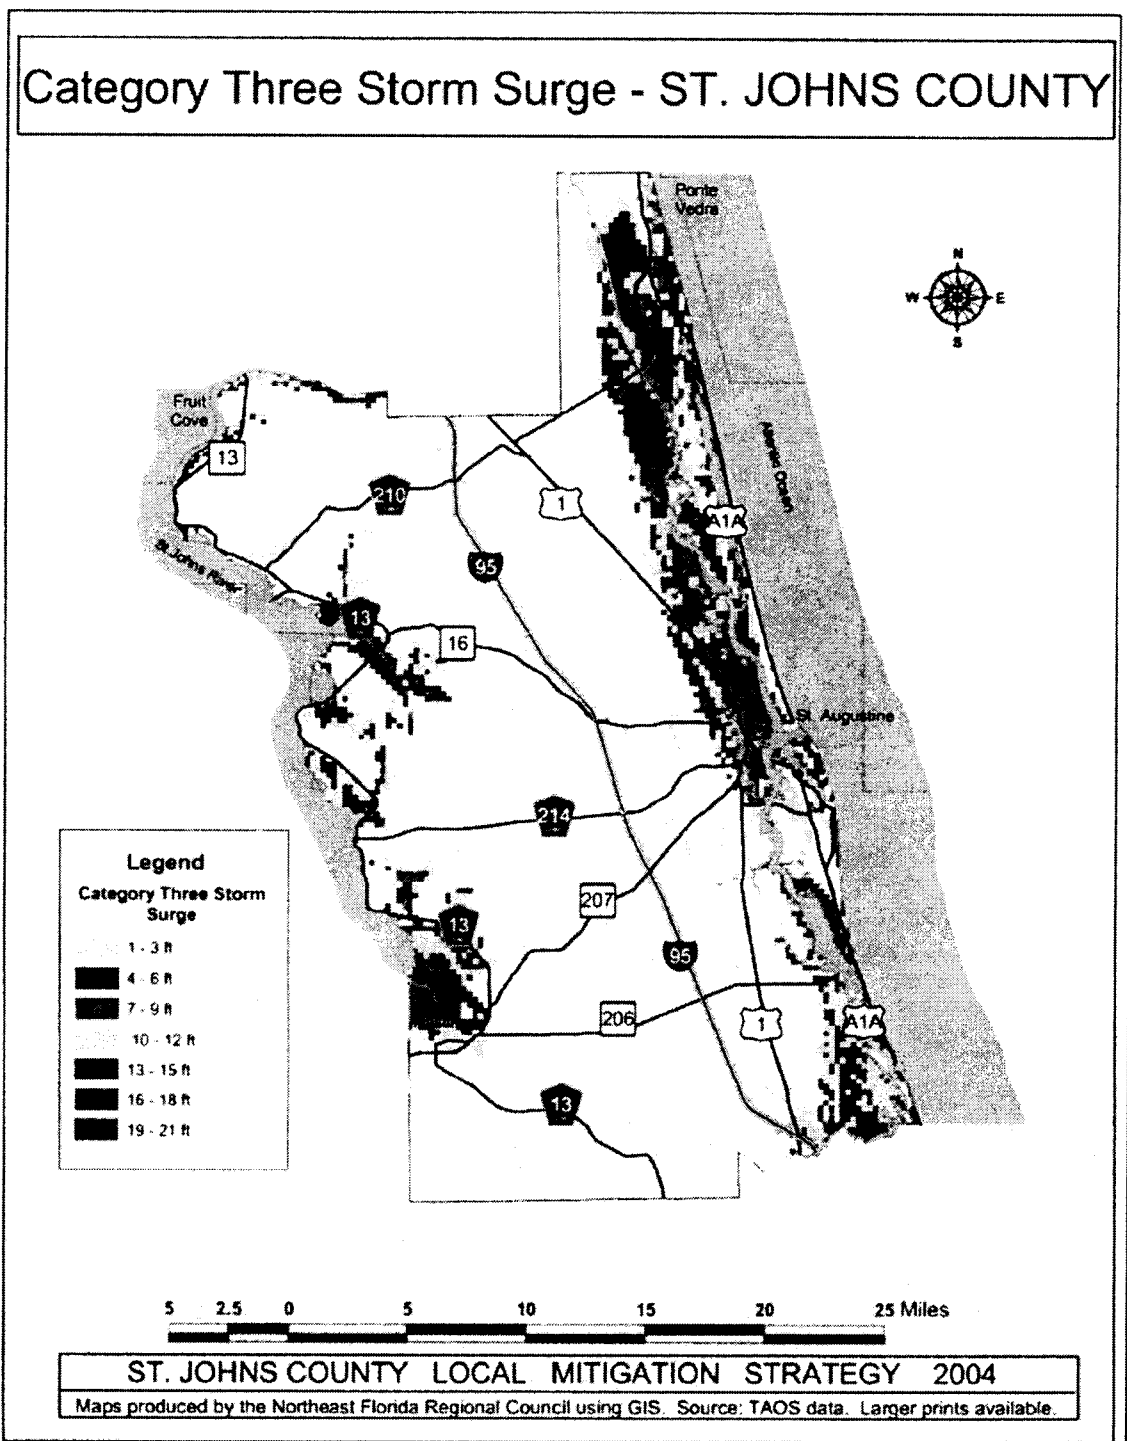 Category Three Storm Surge - ST. JOHNS COUNTY
Ponte
Vedra
N
W E
S
Fruit
Cove
13
210
1
Atlantic Ocean
A1A
95
St. Johns River
13
16
St. Augustine
214
Legend
Category Three Storm
Surge
1 - 3 ft
4 - 6 ft
7 - 9 ft
10 - 12 ft
13 - 15 ft
16 - 18 ft
19 - 21 ft
207
13
95
206
1
A1A
13
5 2.5 0 5 10 15 20 25 Miles
ST. JOHNS COUNTY LOCAL MITIGATION STRATEGY 2004
Maps produced by the Northeast Florida Regional Council using GIS. Source: TAOS data. Larger prints available.